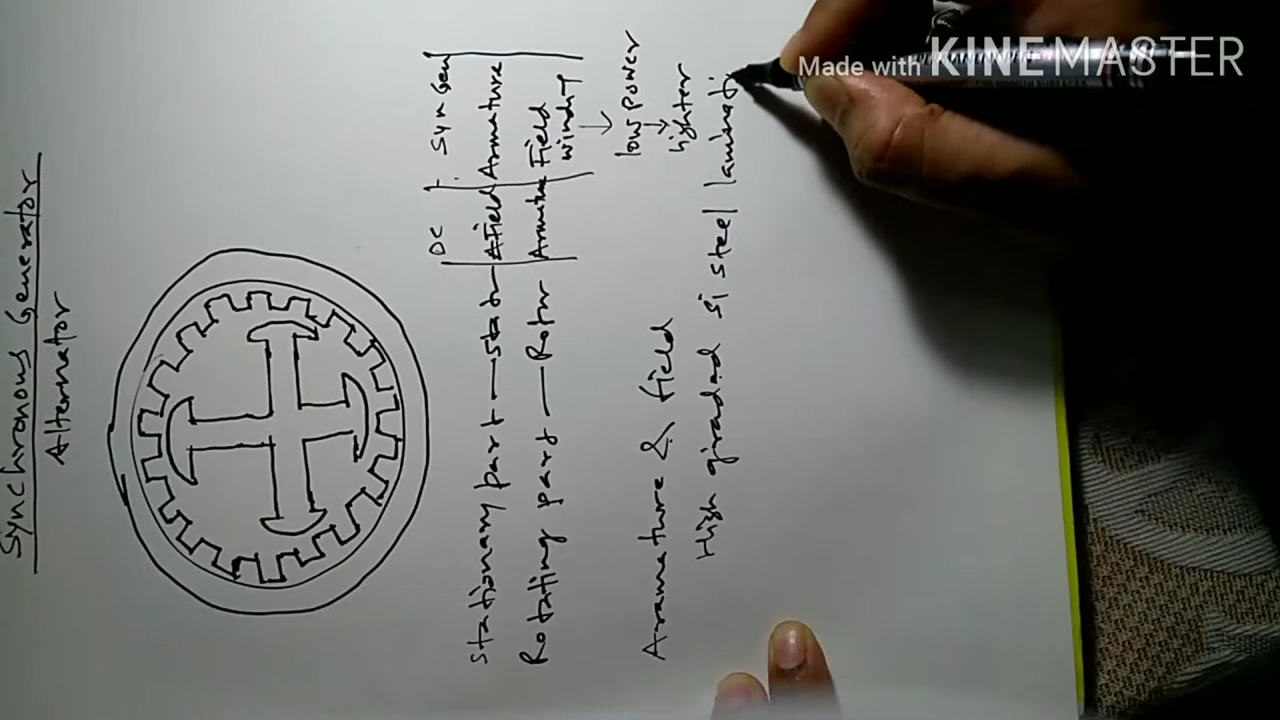 Synchronous Generator
Alternator
DC Syn Gen
Stationary part — Stator Field Armature
Rotating part — Rotor Armature Field
winding
low power
lighter
Armature & field
High graded Si steel laminati
Made with KINEMASTER